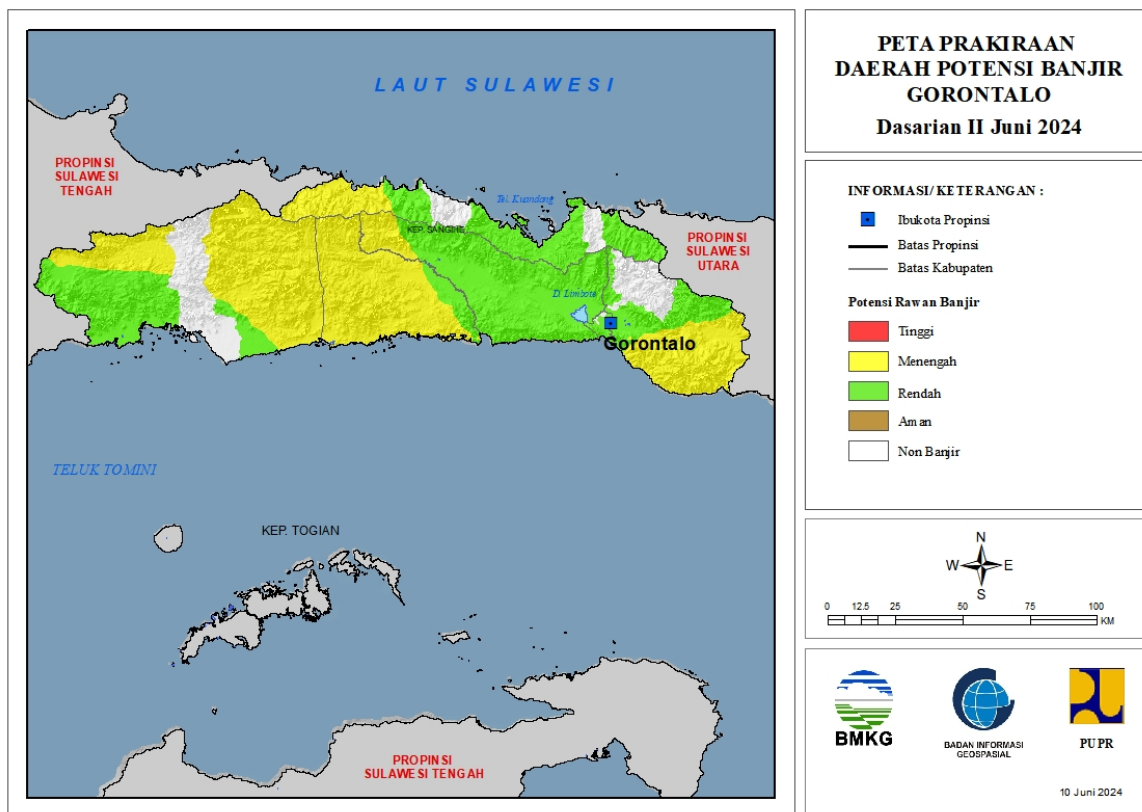 LAUT SULAWESI
PROPINSI
SULAWESI
TENGAH
Tel. Kuandang
KEP. SANGIHE
PROPINSI
SULAWESI
UTARA
D. Limboto
Gorontalo
TELUK TOMINI
KEP. TOGIAN
PROPINSI
SULAWESI TENGAH
PETA PRAKIRAAN
DAERAH POTENSI BANJIR
GORONTALO
Dasarian II Juni 2024
INFORMASI/ KETERANGAN :
Ibukota Propinsi
Batas Propinsi
Batas Kabupaten
Potensi Rawan Banjir
Tinggi
Menengah
Rendah
Aman
Non Banjir
N
W E
S
0 12.5 25 50 75 100
KM
BMKG
BADAN INFORMASI
GEOSPASIAL
PUPR
10 Juni 2024